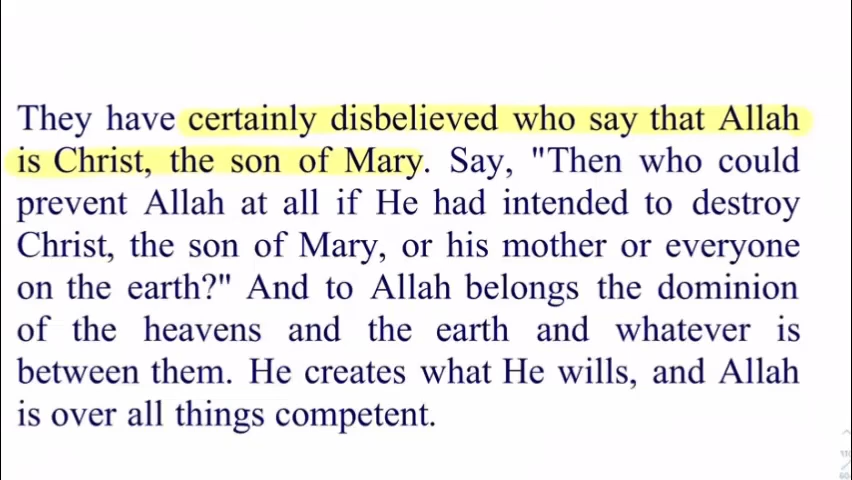 They have certainly disbelieved who say that Allah
is Christ, the son of Mary. Say, "Then who could
prevent Allah at all if He had intended to destroy
Christ, the son of Mary, or his mother or everyone
on the earth?" And to Allah belongs the dominion
of the heavens and the earth and whatever is
between them. He creates what He wills, and Allah
is over all things competent.